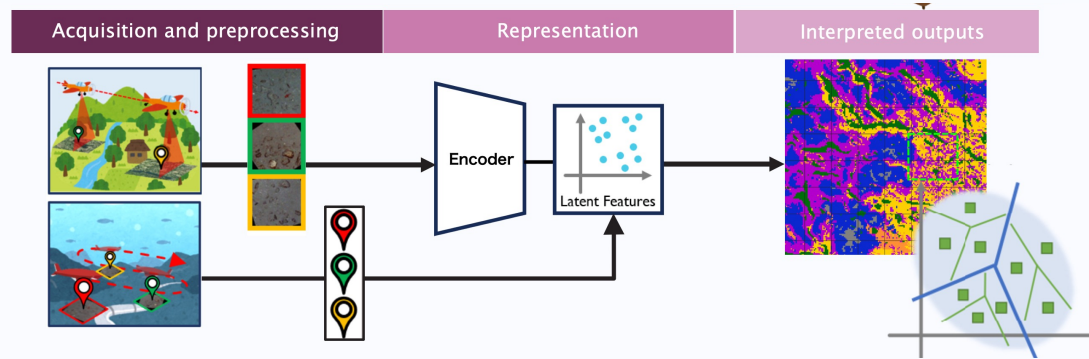 Acquisition and preprocessing
Representation
Interpreted outputs
Encoder
Latent Features